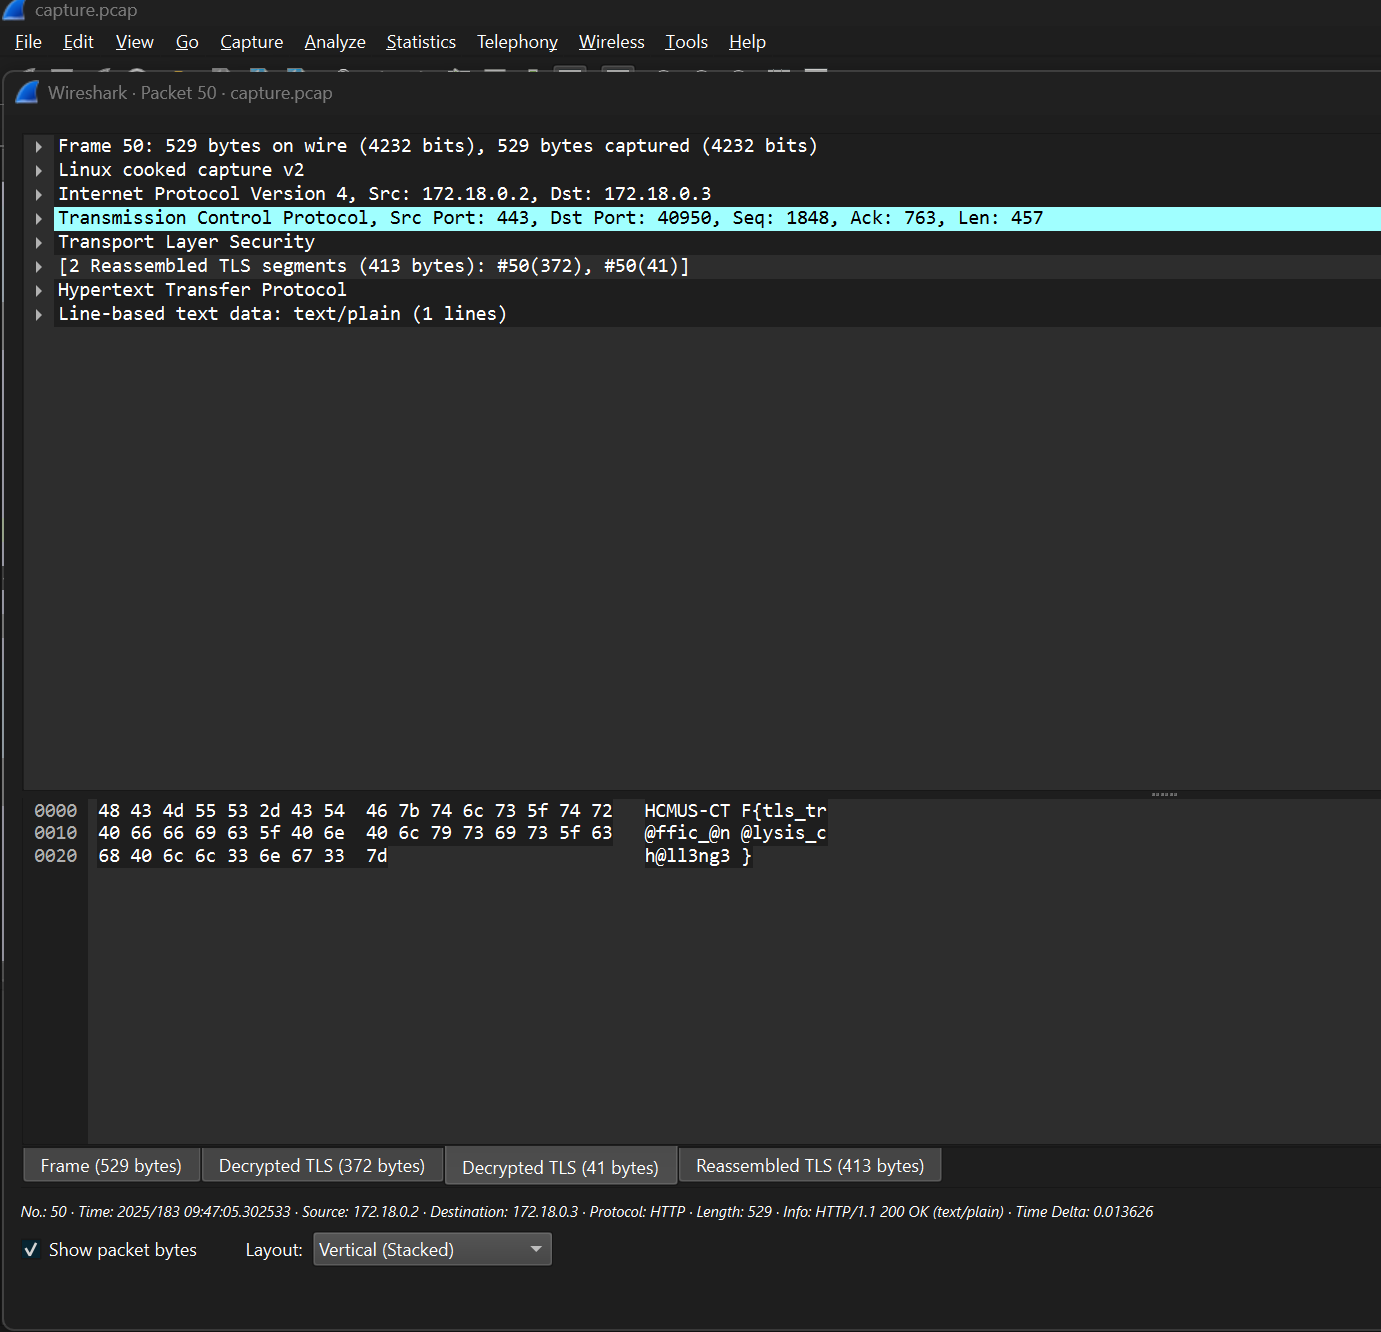 capture.pcap
File Edit View Go Capture Analyze Statistics Telephony Wireless Tools Help
Wireshark · Packet 50 · capture.pcap
Frame 50: 529 bytes on wire (4232 bits), 529 bytes captured (4232 bits)
Linux cooked capture v2
Internet Protocol Version 4, Src: 172.18.0.2, Dst: 172.18.0.3
Transmission Control Protocol, Src Port: 443, Dst Port: 40950, Seq: 1848, Ack: 763, Len: 457
Transport Layer Security
[2 Reassembled TLS segments (413 bytes): #50(372), #50(41)]
Hypertext Transfer Protocol
Line-based text data: text/plain (1 lines)
0000 48 43 4d 55 53 2d 43 54 46 7b 74 6c 73 5f 74 72 HCMUS-CT F{tls_tr
0010 40 66 66 69 63 5f 40 6e 40 6c 79 73 69 73 5f 63 @ffic_@n @lysis_c
0020 68 40 6c 6c 33 6e 67 33 7d h@ll3ng3 }
Frame (529 bytes) Decrypted TLS (372 bytes) Decrypted TLS (41 bytes) Reassembled TLS (413 bytes)
No.: 50 · Time: 2025/183 09:47:05.302533 · Source: 172.18.0.2 · Destination: 172.18.0.3 · Protocol: HTTP · Length: 529 · Info: HTTP/1.1 200 OK (text/plain) · Time Delta: 0.013626
Show packet bytes Layout: Vertical (Stacked)